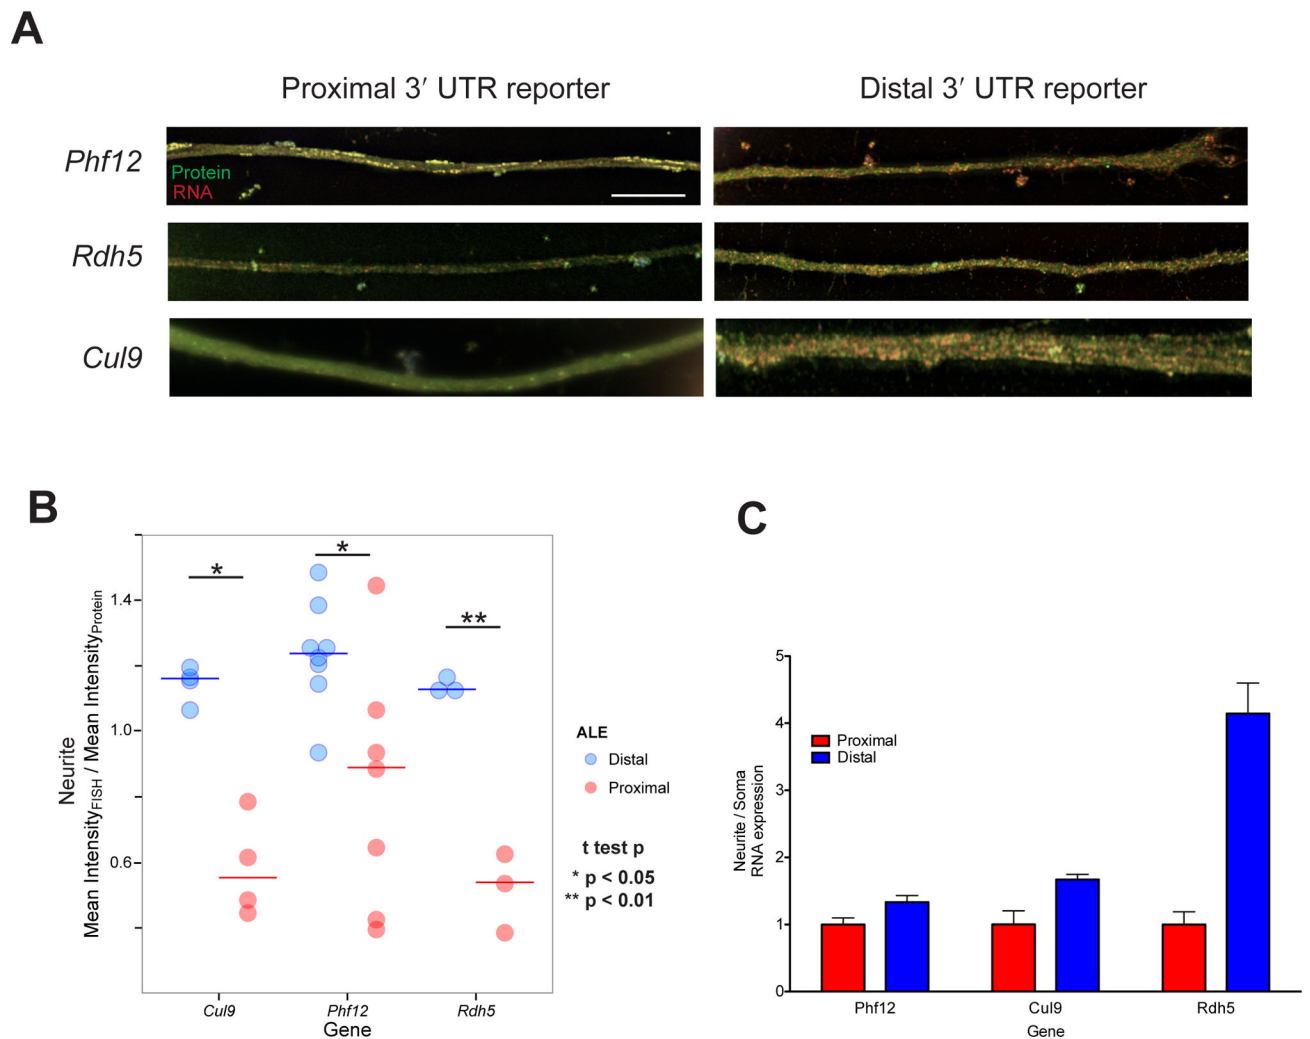 A
Proximal 3′ UTR reporter
Distal 3′ UTR reporter
Phf12
Protein
RNA
Rdh5
Cul9
B
Neurite
Mean IntensityFISH / Mean IntensityProtein
1.4
1.0
0.6
*
*
**
Cul9
Phf12
Rdh5
Gene
ALE
Distal
Proximal
t test p
* p < 0.05
** p < 0.01
C
Neurite / Soma
RNA expression
5
4
3
2
1
0
Proximal
Distal
Phf12
Cul9
Rdh5
Gene